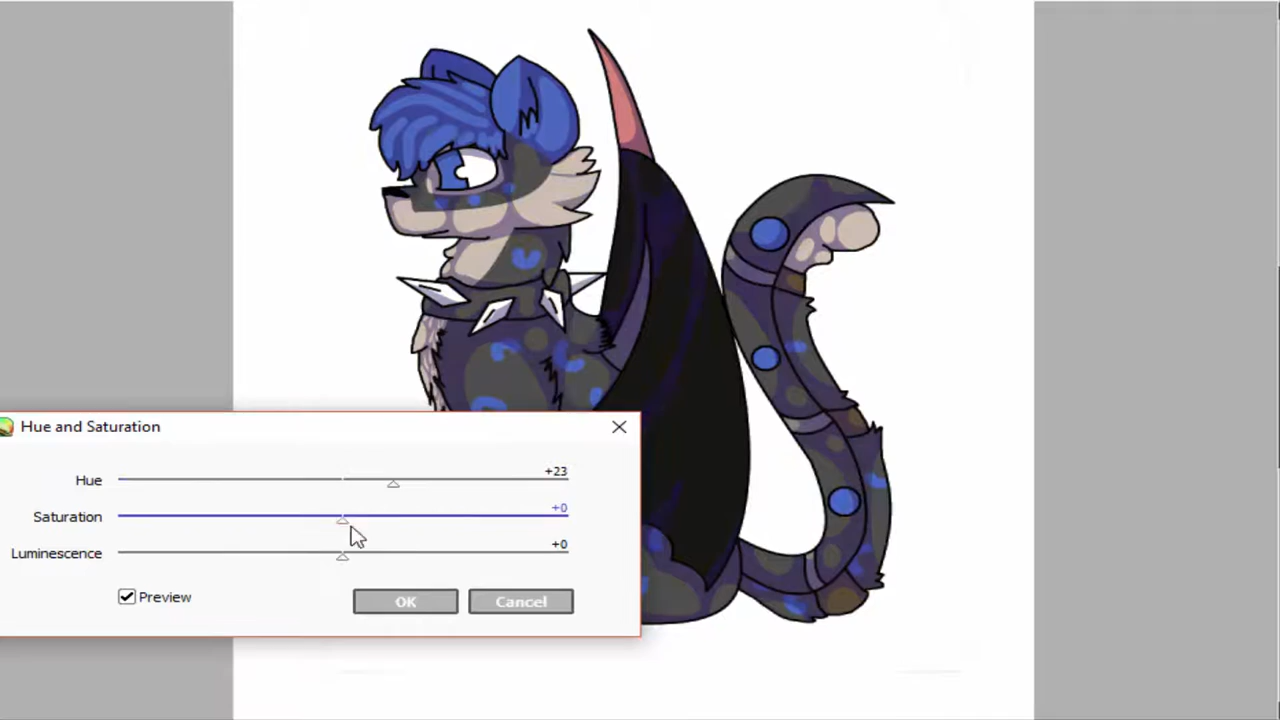 Hue and Saturation
Hue +23
Saturation +0
Luminescence +0
Preview OK Cancel